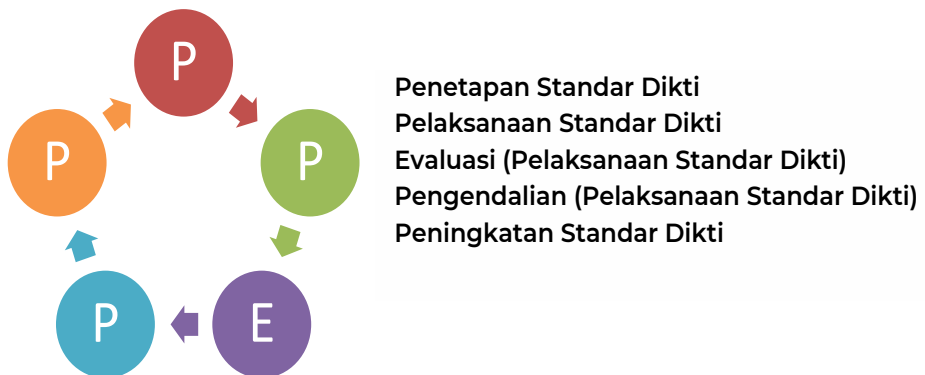 P
P
E
P
P
Penetapan Standar Dikti
Pelaksanaan Standar Dikti
Evaluasi (Pelaksanaan Standar Dikti)
Pengendalian (Pelaksanaan Standar Dikti)
Peningkatan Standar Dikti